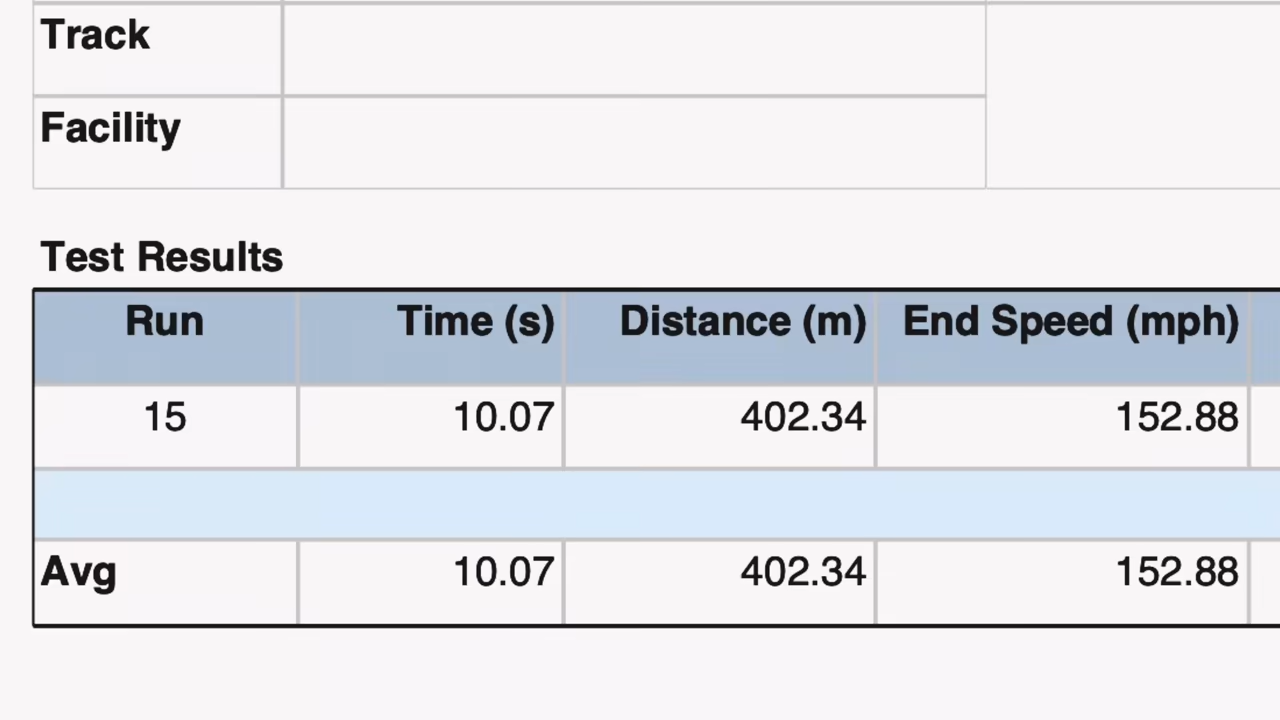 Track
Facility
Test Results
Run Time (s) Distance (m) End Speed (mph)
15 10.07 402.34 152.88
Avg 10.07 402.34 152.88